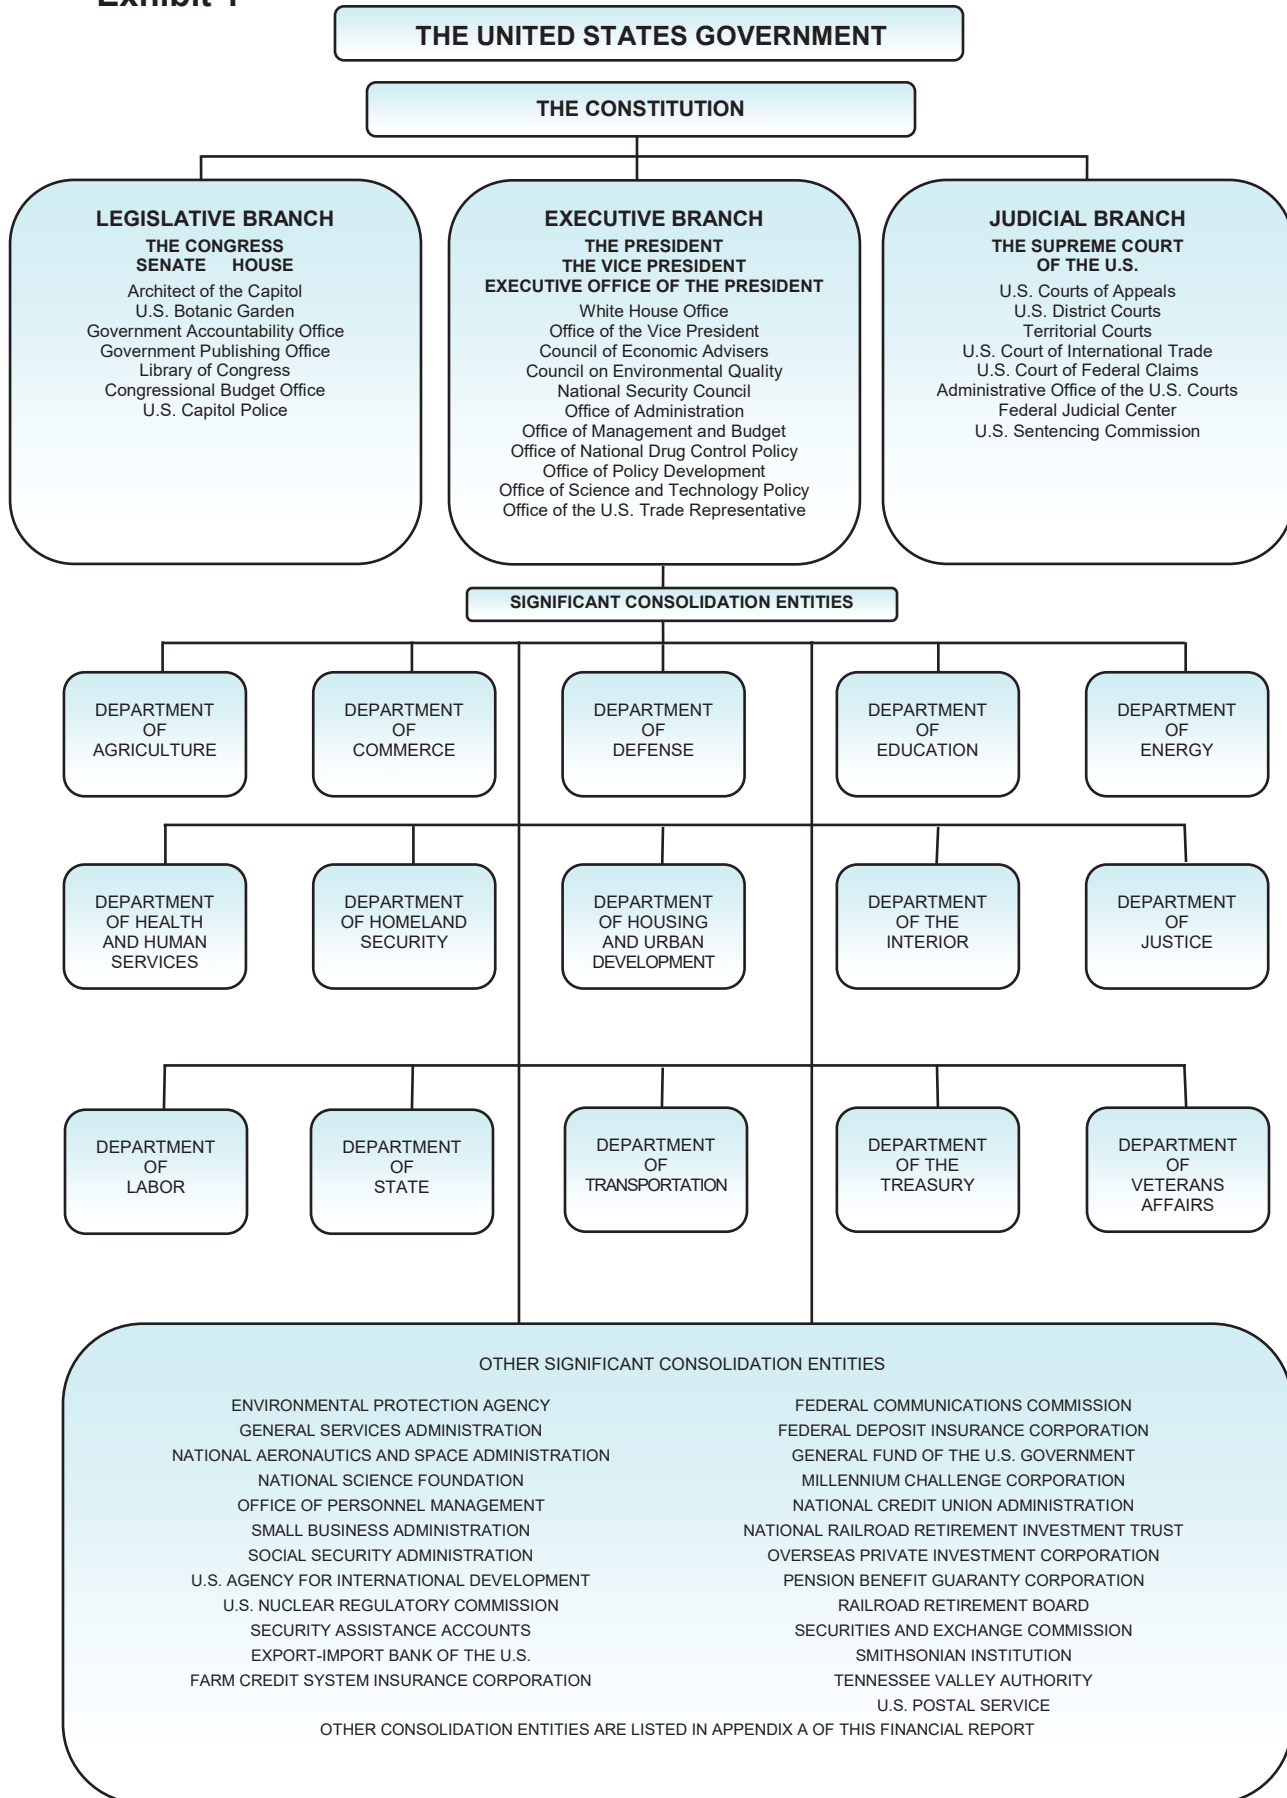 Exhibit 1
THE UNITED STATES GOVERNMENT
THE CONSTITUTION
LEGISLATIVE BRANCH
THE CONGRESS
SENATE HOUSE
Architect of the Capitol
U.S. Botanic Garden
Government Accountability Office
Government Publishing Office
Library of Congress
Congressional Budget Office
U.S. Capitol Police
EXECUTIVE BRANCH
THE PRESIDENT
THE VICE PRESIDENT
EXECUTIVE OFFICE OF THE PRESIDENT
White House Office
Office of the Vice President
Council of Economic Advisers
Council on Environmental Quality
National Security Council
Office of Administration
Office of Management and Budget
Office of National Drug Control Policy
Office of Policy Development
Office of Science and Technology Policy
Office of the U.S. Trade Representative
JUDICIAL BRANCH
THE SUPREME COURT
OF THE U.S.
U.S. Courts of Appeals
U.S. District Courts
Territorial Courts
U.S. Court of International Trade
U.S. Court of Federal Claims
Administrative Office of the U.S. Courts
Federal Judicial Center
U.S. Sentencing Commission
SIGNIFICANT CONSOLIDATION ENTITIES
DEPARTMENT
OF
AGRICULTURE
DEPARTMENT
OF
COMMERCE
DEPARTMENT
OF
DEFENSE
DEPARTMENT
OF
EDUCATION
DEPARTMENT
OF
ENERGY
DEPARTMENT
OF HEALTH
AND HUMAN
SERVICES
DEPARTMENT
OF HOMELAND
SECURITY
DEPARTMENT
OF HOUSING
AND URBAN
DEVELOPMENT
DEPARTMENT
OF THE
INTERIOR
DEPARTMENT
OF
JUSTICE
DEPARTMENT
OF
LABOR
DEPARTMENT
OF
STATE
DEPARTMENT
OF
TRANSPORTATION
DEPARTMENT
OF THE
TREASURY
DEPARTMENT
OF
VETERANS
AFFAIRS
OTHER SIGNIFICANT CONSOLIDATION ENTITIES
ENVIRONMENTAL PROTECTION AGENCY
GENERAL SERVICES ADMINISTRATION
NATIONAL AERONAUTICS AND SPACE ADMINISTRATION
NATIONAL SCIENCE FOUNDATION
OFFICE OF PERSONNEL MANAGEMENT
SMALL BUSINESS ADMINISTRATION
SOCIAL SECURITY ADMINISTRATION
U.S. AGENCY FOR INTERNATIONAL DEVELOPMENT
U.S. NUCLEAR REGULATORY COMMISSION
SECURITY ASSISTANCE ACCOUNTS
EXPORT-IMPORT BANK OF THE U.S.
FARM CREDIT SYSTEM INSURANCE CORPORATION
FEDERAL COMMUNICATIONS COMMISSION
FEDERAL DEPOSIT INSURANCE CORPORATION
GENERAL FUND OF THE U.S. GOVERNMENT
MILLENNIUM CHALLENGE CORPORATION
NATIONAL CREDIT UNION ADMINISTRATION
NATIONAL RAILROAD RETIREMENT INVESTMENT TRUST
OVERSEAS PRIVATE INVESTMENT CORPORATION
PENSION BENEFIT GUARANTY CORPORATION
RAILROAD RETIREMENT BOARD
SECURITIES AND EXCHANGE COMMISSION
SMITHSONIAN INSTITUTION
TENNESSEE VALLEY AUTHORITY
U.S. POSTAL SERVICE
OTHER CONSOLIDATION ENTITIES ARE LISTED IN APPENDIX A OF THIS FINANCIAL REPORT